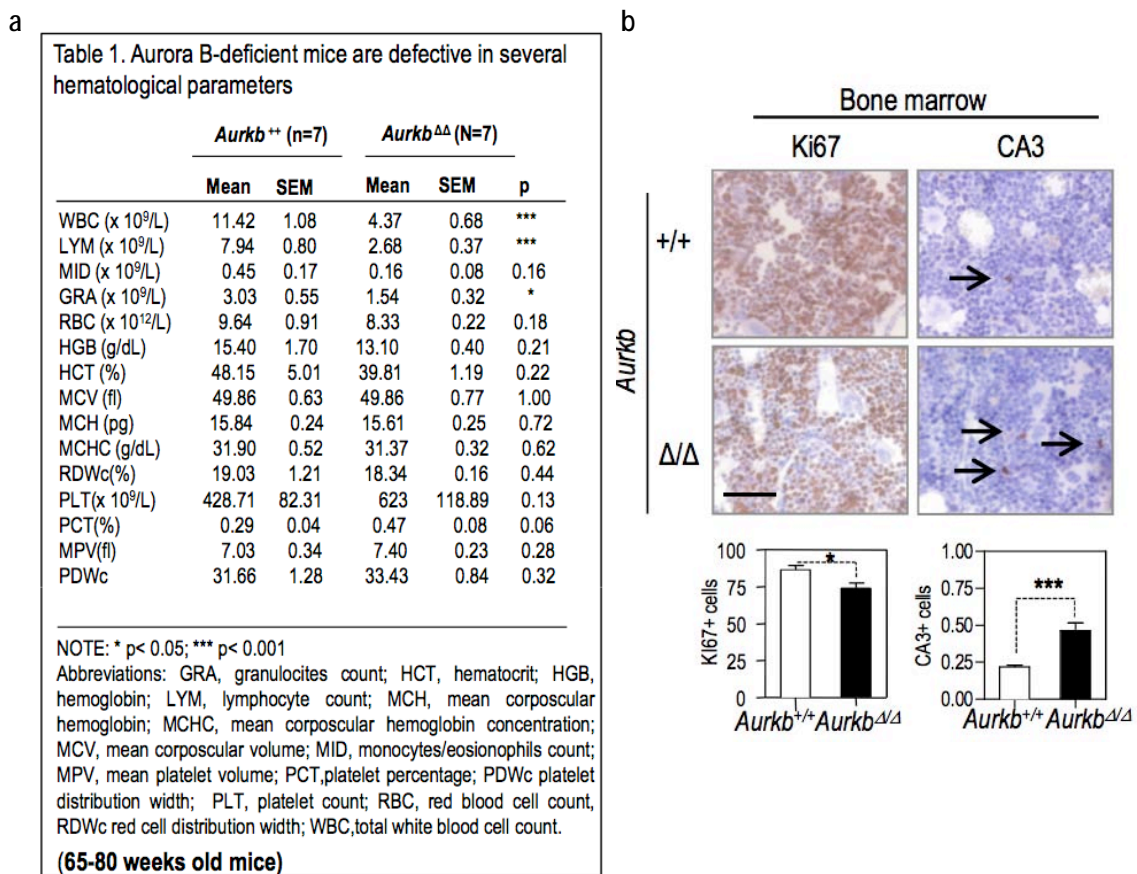 a
Table 1. Aurora B-deficient mice are defective in several
hematological parameters
Aurkb ++ (n=7) Aurkb ΔΔ (N=7)
Mean SEM Mean SEM p
WBC (x 10⁹/L) 11.42 1.08 4.37 0.68 ***
LYM (x 10⁹/L) 7.94 0.80 2.68 0.37 ***
MID (x 10⁹/L) 0.45 0.17 0.16 0.08 0.16
GRA (x 10⁹/L) 3.03 0.55 1.54 0.32 *
RBC (x 10¹²/L) 9.64 0.91 8.33 0.22 0.18
HGB (g/dL) 15.40 1.70 13.10 0.40 0.21
HCT (%) 48.15 5.01 39.81 1.19 0.22
MCV (fl) 49.86 0.63 49.86 0.77 1.00
MCH (pg) 15.84 0.24 15.61 0.25 0.72
MCHC (g/dL) 31.90 0.52 31.37 0.32 0.62
RDWc(%) 19.03 1.21 18.34 0.16 0.44
PLT(x 10⁹/L) 428.71 82.31 623 118.89 0.13
PCT(%) 0.29 0.04 0.47 0.08 0.06
MPV(fl) 7.03 0.34 7.40 0.23 0.28
PDWc 31.66 1.28 33.43 0.84 0.32
NOTE: * p< 0.05; *** p< 0.001
Abbreviations: GRA, granulocites count; HCT, hematocrit; HGB,
hemoglobin; LYM, lymphocyte count; MCH, mean corposcular
hemoglobin; MCHC, mean corposcular hemoglobin concentration;
MCV, mean corposcular volume; MID, monocytes/eosionophils count;
MPV, mean platelet volume; PCT,platelet percentage; PDWc platelet
distribution width; PLT, platelet count; RBC, red blood cell count,
RDWc red cell distribution width; WBC,total white blood cell count.
(65-80 weeks old mice)
b
Bone marrow
Ki67 CA3
Aurkb
+/+
Δ/Δ
KI67+ cells
100
75
50
25
0
*
Aurkb+/+ AurkbΔ/Δ
CA3+ cells
1.00
0.75
0.50
0.25
0.00
***
Aurkb+/+ AurkbΔ/Δ